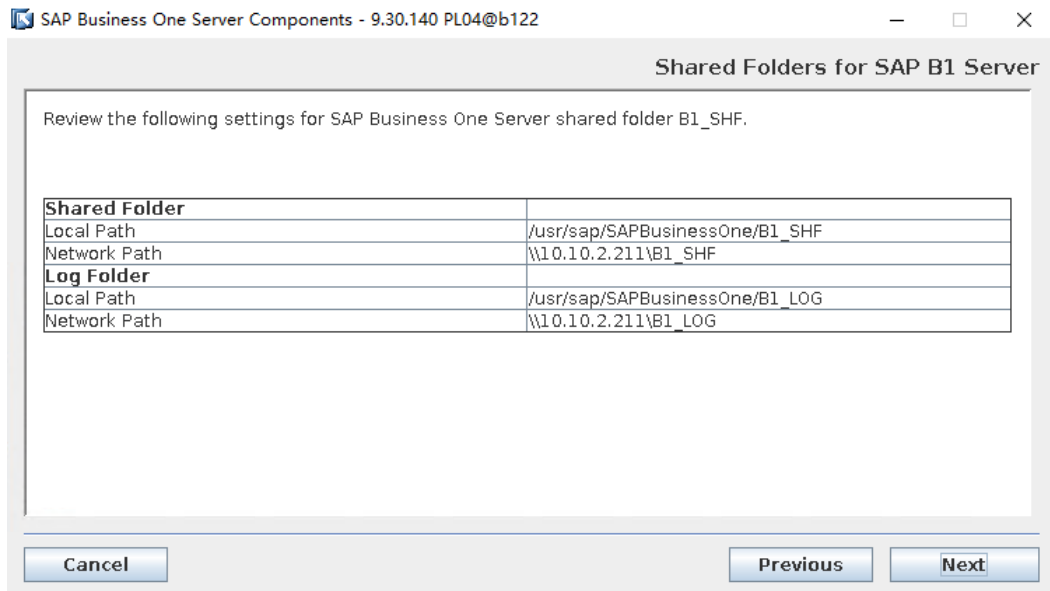 SAP Business One Server Components - 9.30.140 PL04@b122
Shared Folders for SAP B1 Server
Review the following settings for SAP Business One Server shared folder B1_SHF.
Shared Folder
Local Path /usr/sap/SAPBusinessOne/B1_SHF
Network Path \\10.10.2.211\B1_SHF
Log Folder
Local Path /usr/sap/SAPBusinessOne/B1_LOG
Network Path \\10.10.2.211\B1_LOG
Cancel Previous Next